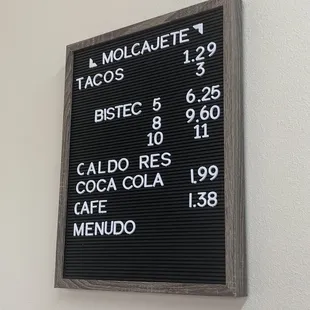 MOLCAJETE
TACOS 1.29
3
BISTEC 5 6.25
8 9.60
10 11
CALDO RES
COCA COLA 1.99
CAFE 1.38
MENUDO